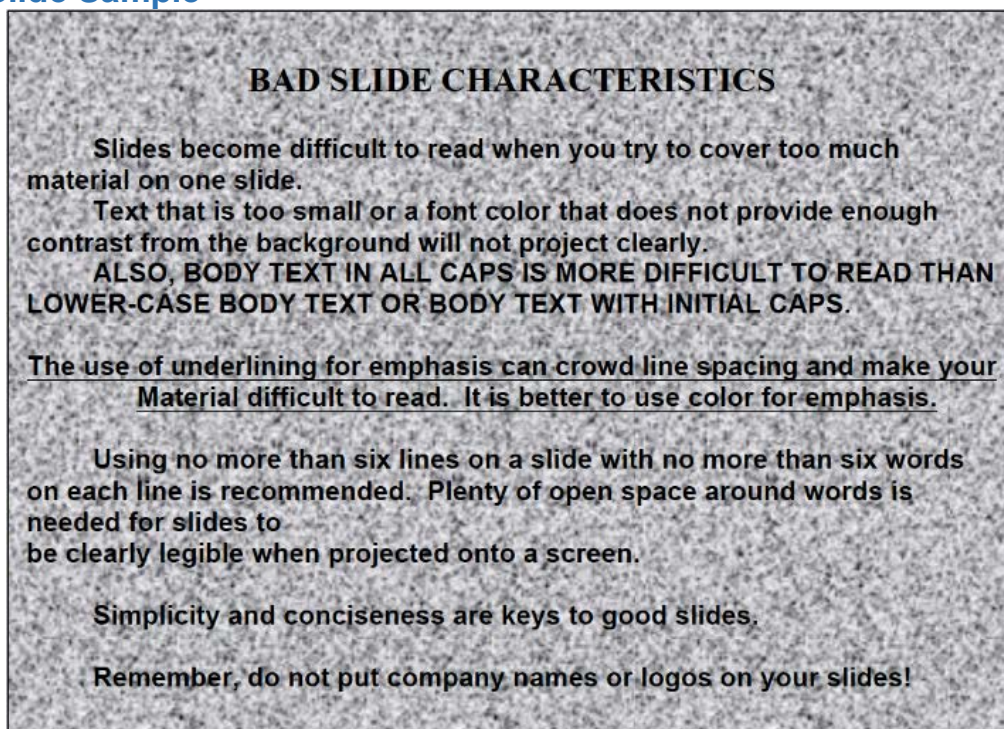 Slide Sample
BAD SLIDE CHARACTERISTICS
Slides become difficult to read when you try to cover too much
material on one slide.
Text that is too small or a font color that does not provide enough
contrast from the background will not project clearly.
ALSO, BODY TEXT IN ALL CAPS IS MORE DIFFICULT TO READ THAN
LOWER-CASE BODY TEXT OR BODY TEXT WITH INITIAL CAPS.
The use of underlining for emphasis can crowd line spacing and make your
Material difficult to read.  It is better to use color for emphasis.
Using no more than six lines on a slide with no more than six words
on each line is recommended.  Plenty of open space around words is
needed for slides to
be clearly legible when projected onto a screen.
Simplicity and conciseness are keys to good slides.
Remember, do not put company names or logos on your slides!